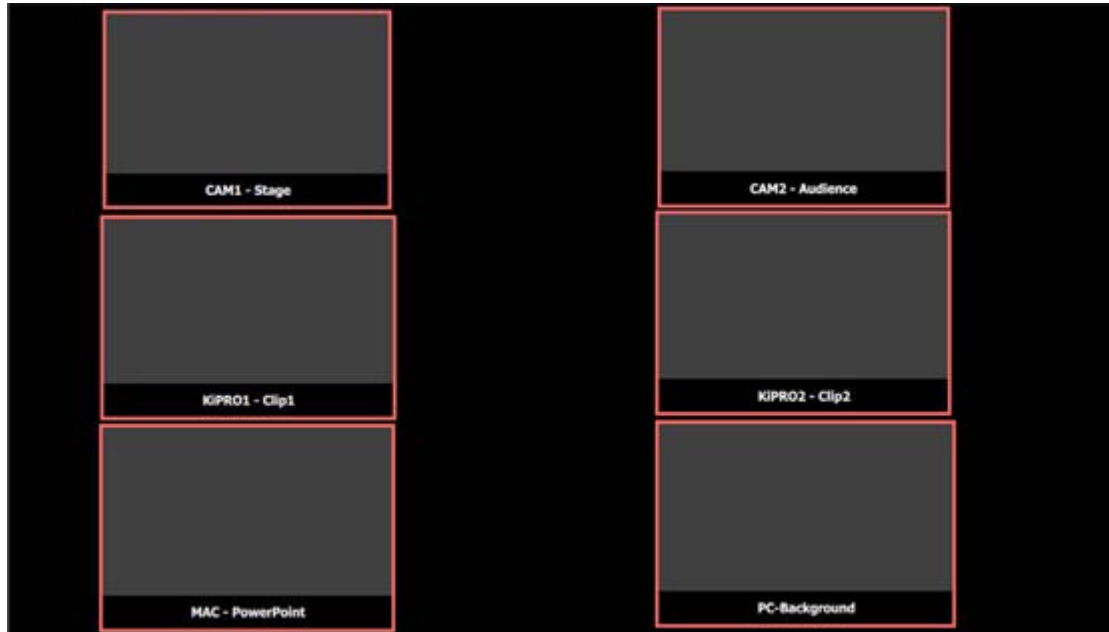 CAM1 - Stage
CAM2 - Audience
KiPRO1 - Clip1
KiPRO2 - Clip2
MAC - PowerPoint
PC-Background